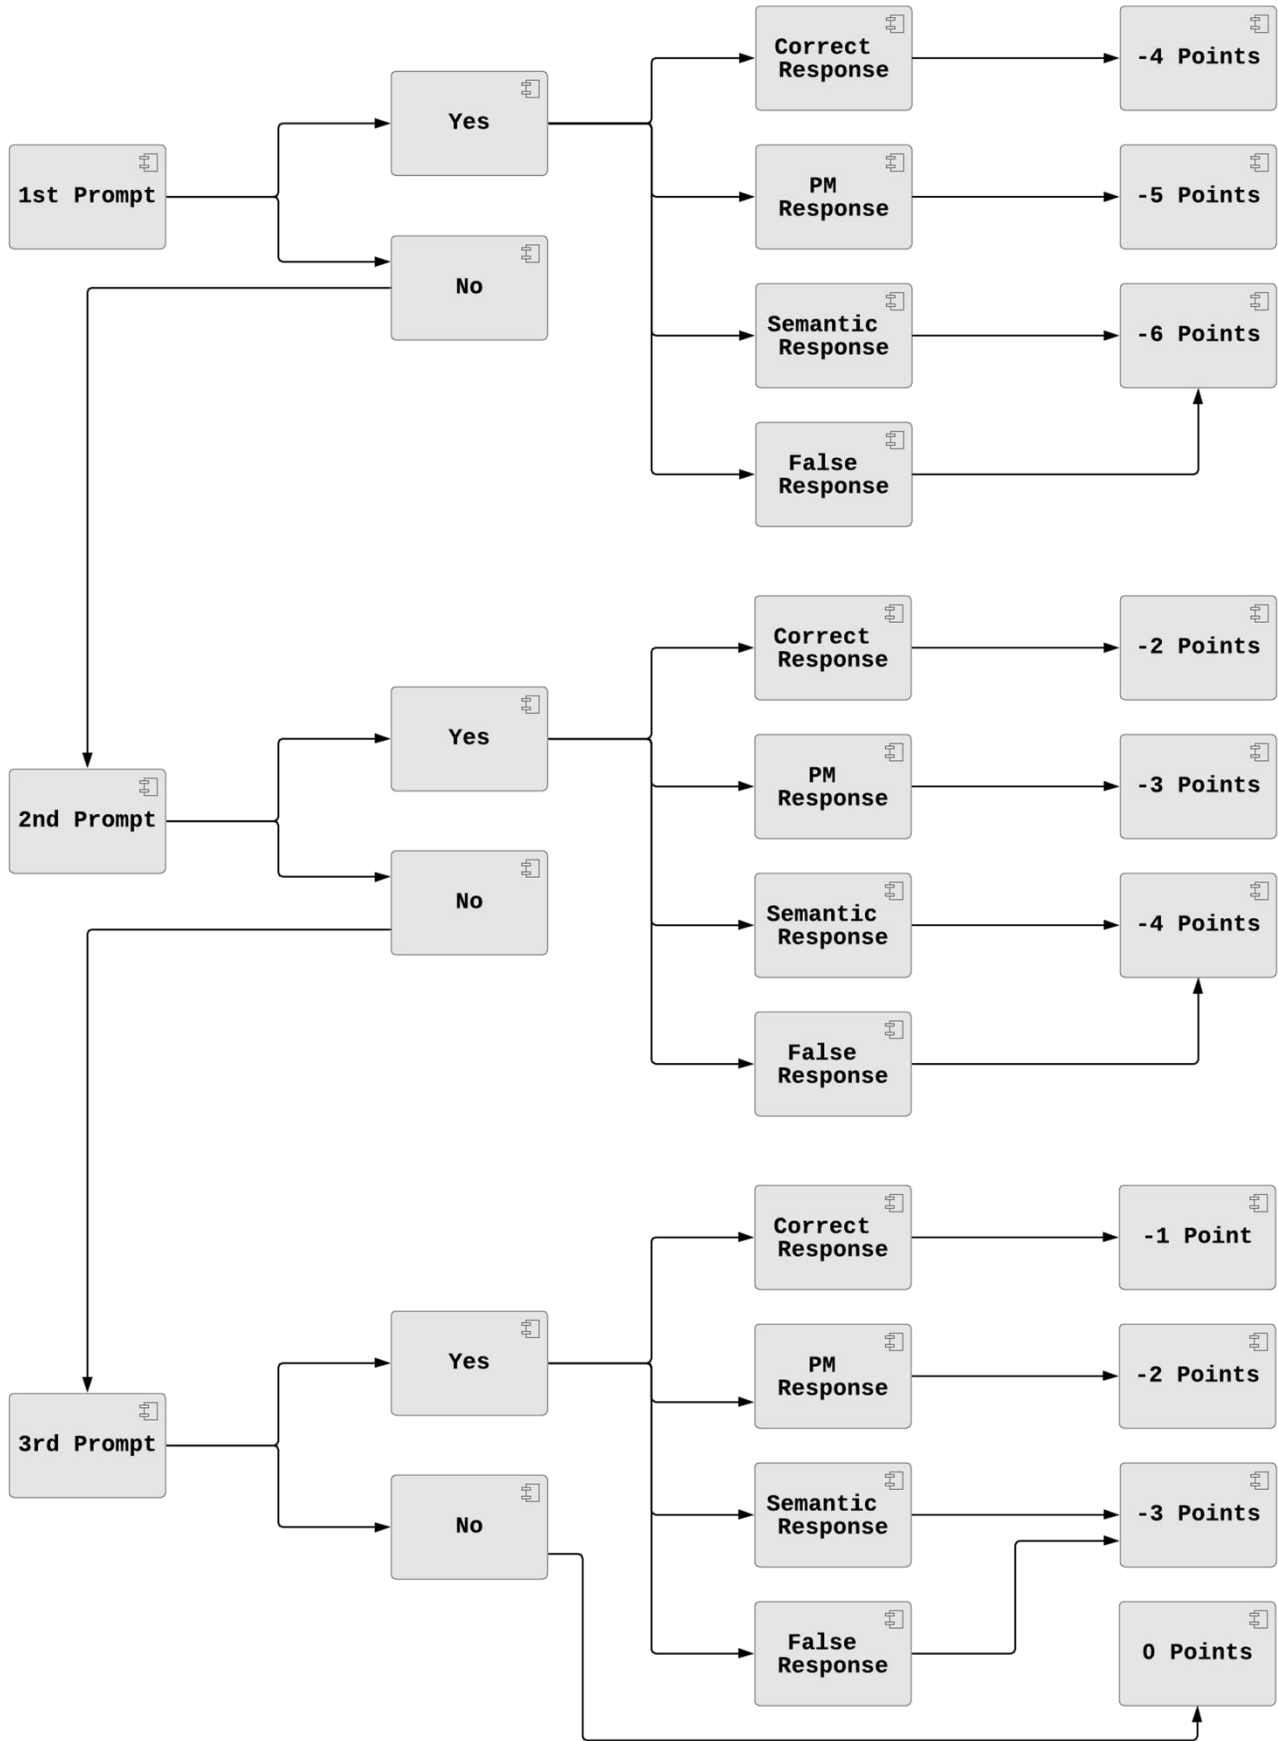 Correct
Response
-4 Points
Yes
1st Prompt
PM
Response
-5 Points
No
Semantic
Response
-6 Points
False
Response
Correct
Response
-2 Points
Yes
2nd Prompt
PM
Response
-3 Points
No
Semantic
Response
-4 Points
False
Response
Correct
Response
-1 Point
Yes
3rd Prompt
PM
Response
-2 Points
No
Semantic
Response
-3 Points
False
Response
0 Points